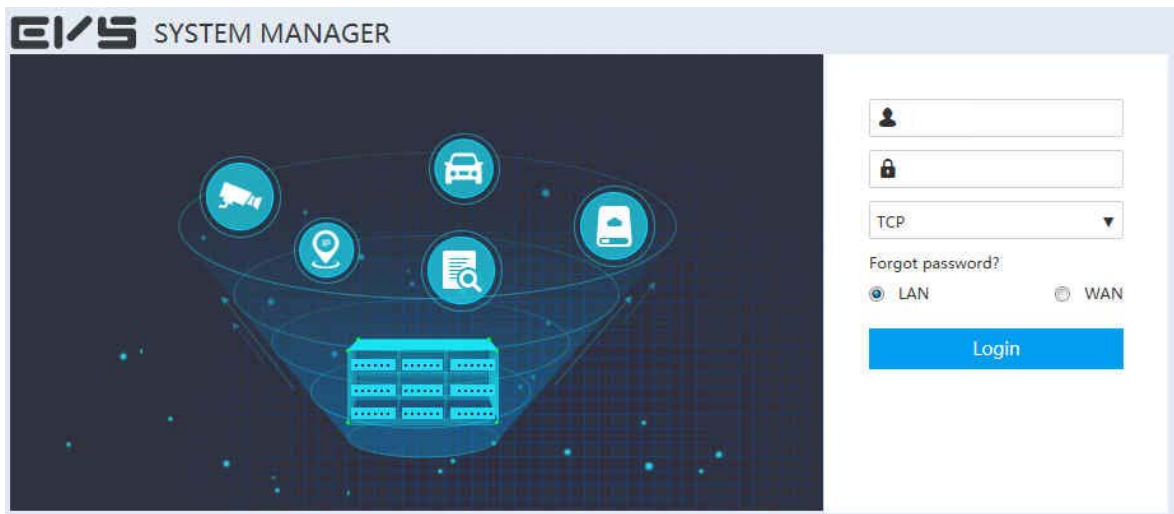 EVS SYSTEM MANAGER
TCP
Forgot password?
LAN WAN
Login